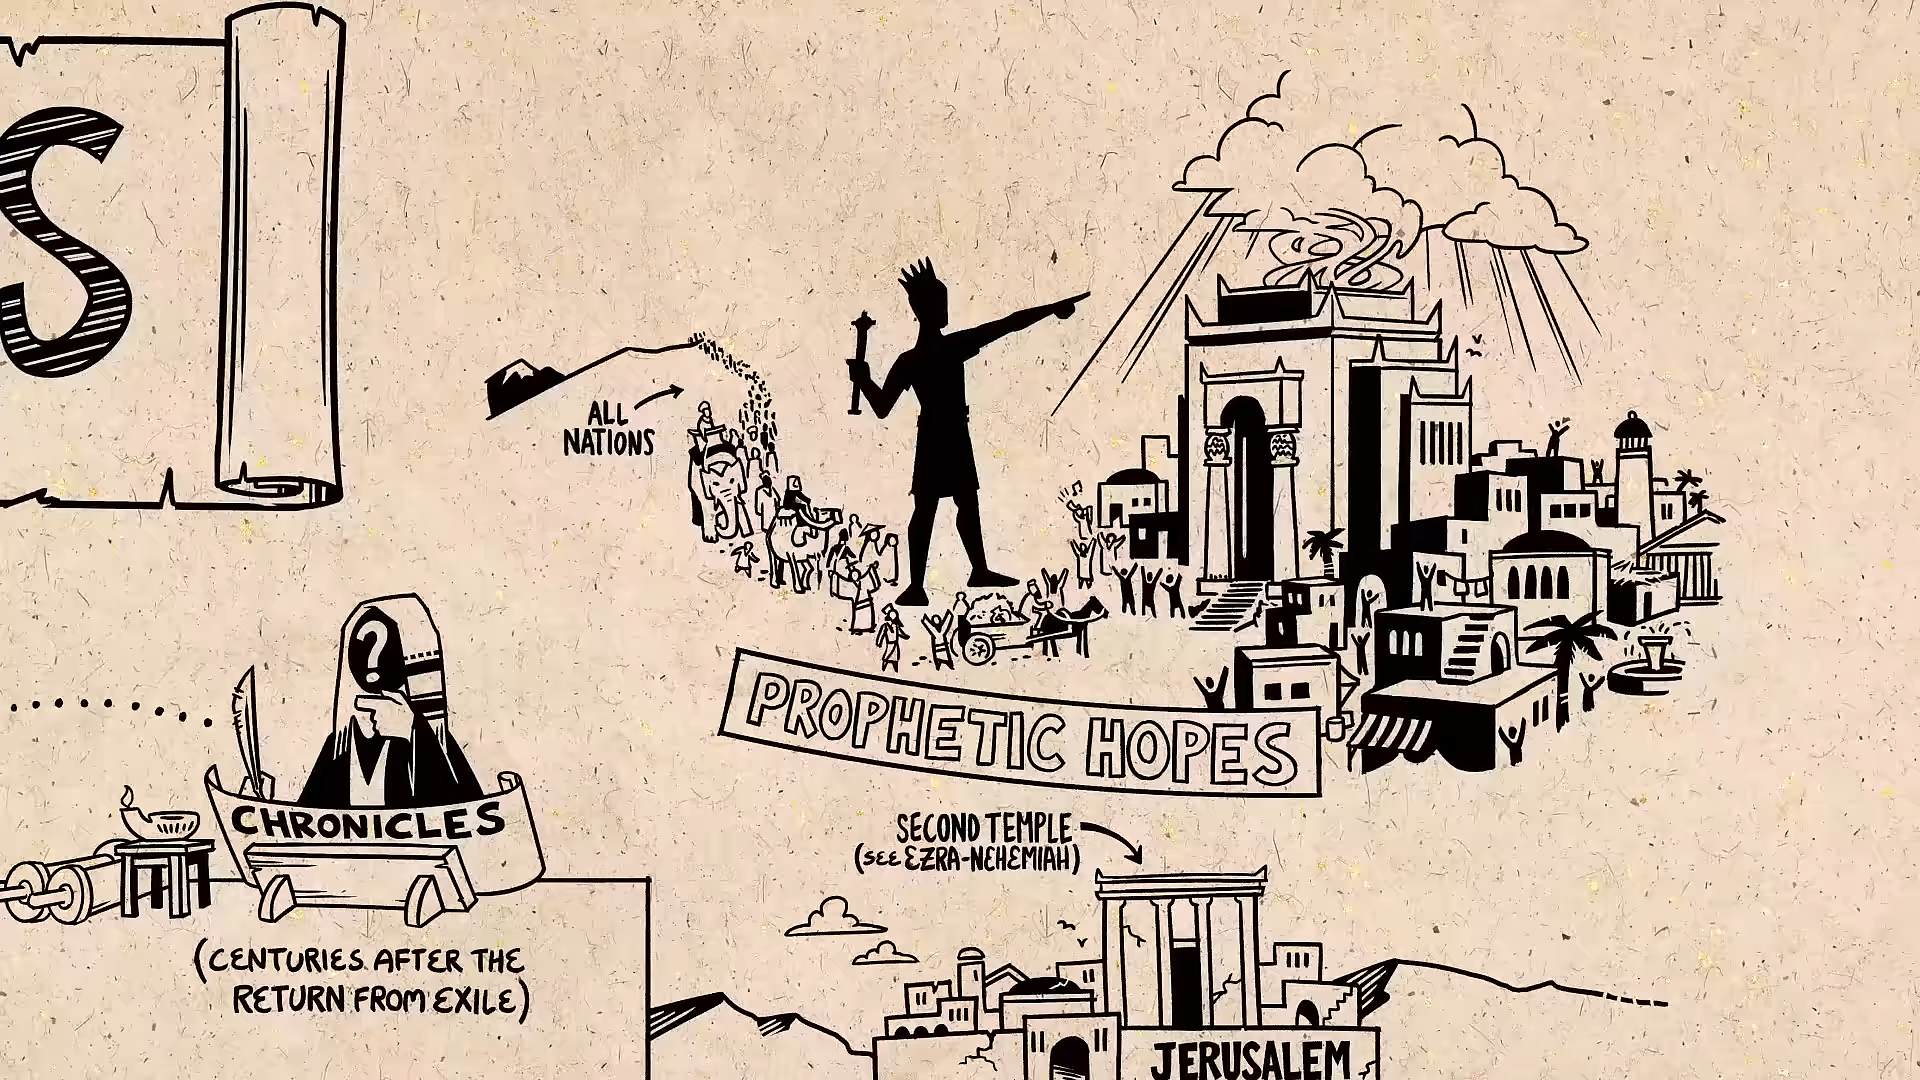 S
ALL
NATIONS
?
PROPHETIC HOPES
CHRONICLES
SECOND TEMPLE
(SEE EZRA-NEHEMIAH)
(CENTURIES AFTER THE
RETURN FROM EXILE)
JERUSALEM